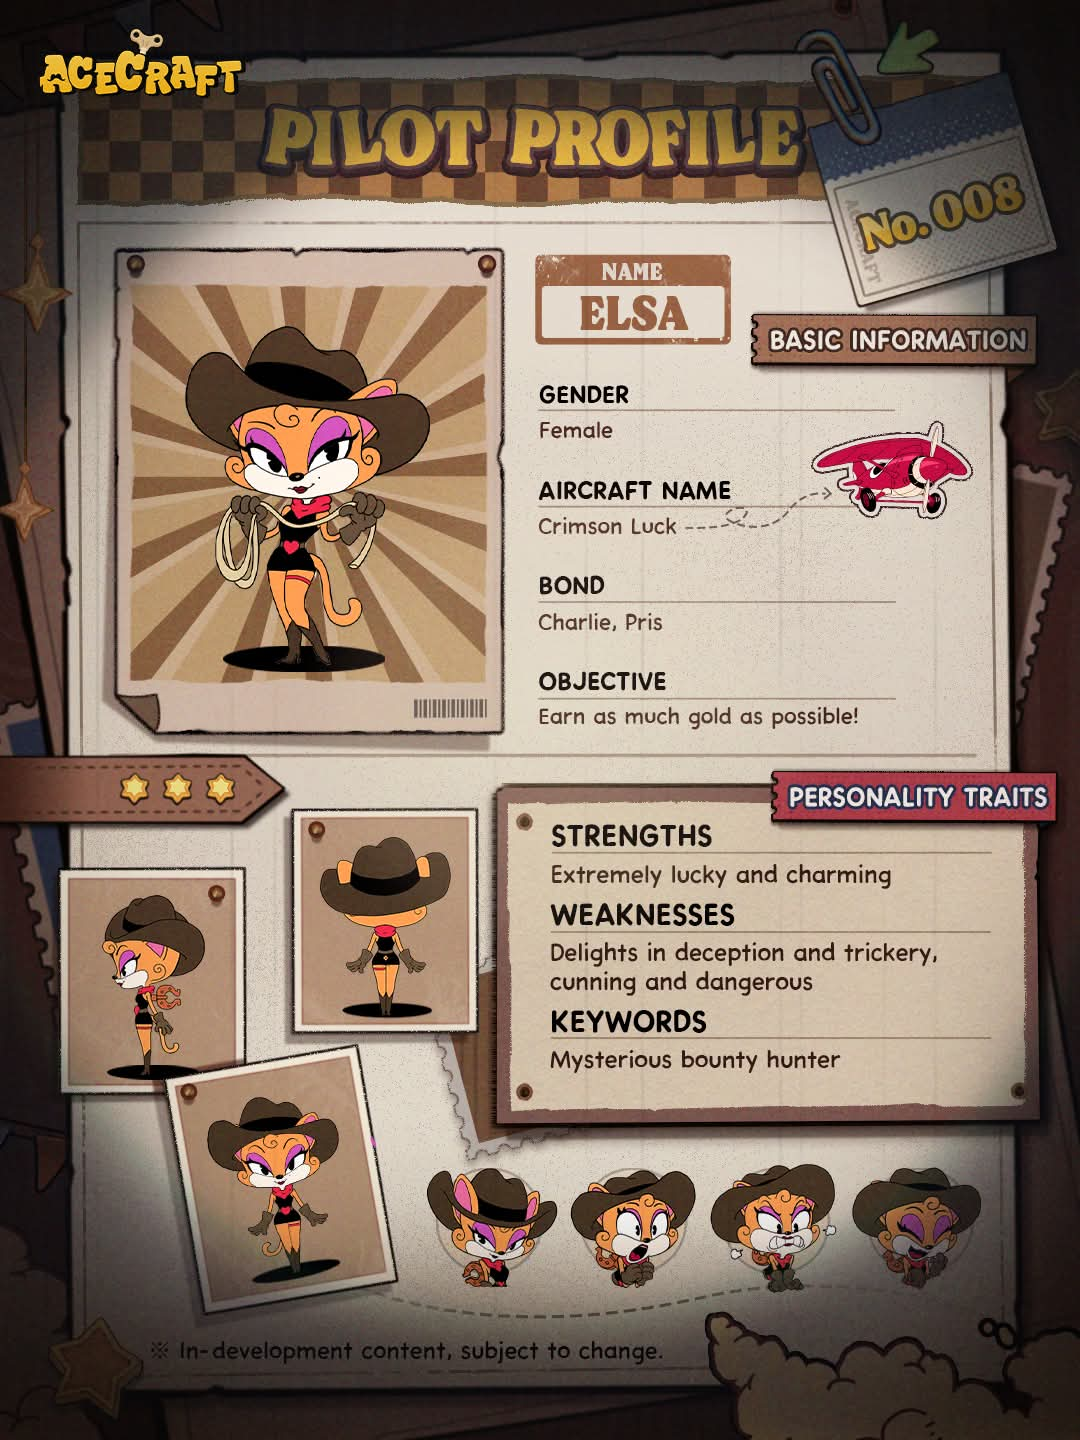 ACECRAFT
PILOT PROFILE
No. 008
ACECRAFT
NAME
ELSA
BASIC INFORMATION
GENDER
Female
AIRCRAFT NAME
Crimson Luck
BOND
Charlie, Pris
OBJECTIVE
Earn as much gold as possible!
PERSONALITY TRAITS
STRENGTHS
Extremely lucky and charming
WEAKNESSES
Delights in deception and trickery,
cunning and dangerous
KEYWORDS
Mysterious bounty hunter
※ In-development content, subject to change.